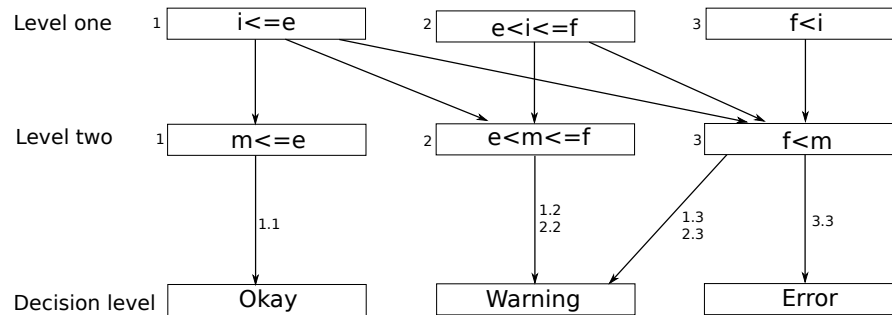 Level one
1 i<=e
2 e<i<=f
3 f<i
Level two
1 m<=e
2 e<m<=f
3 f<m
1.1
1.2
2.2
1.3
2.3
3.3
Decision level
Okay
Warning
Error